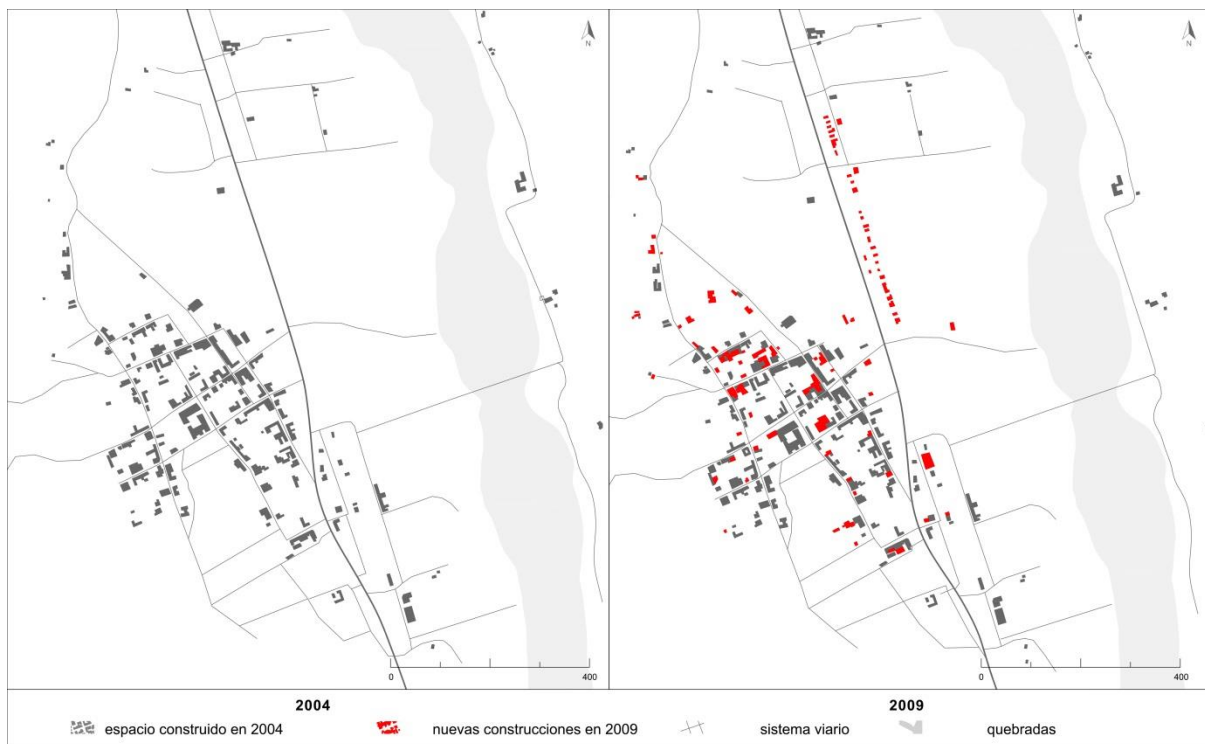 N
N
0 400
0 400
2004 2009
espacio construido en 2004 nuevas construcciones en 2009 sistema viario quebradas